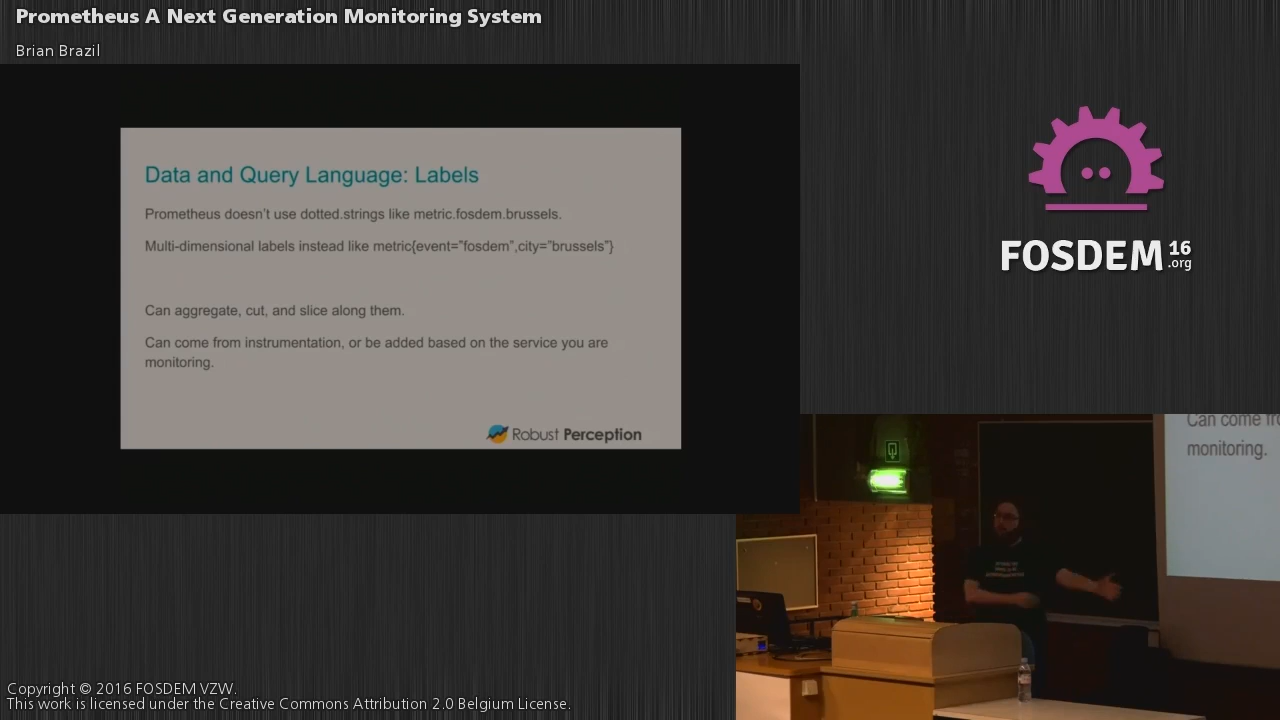 Prometheus A Next Generation Monitoring System
Brian Brazil
Data and Query Language: Labels
Prometheus doesn't use dotted.strings like metric.fosdem.brussels.
Multi-dimensional labels instead like metric{event="fosdem",city="brussels"}
Can aggregate, cut, and slice along them.
Can come from instrumentation, or be added based on the service you are
monitoring.
Robust Perception
FOSDEM 16
.org
Can come
monitoring.
Copyright © 2016 FOSDEM VZW.
This work is licensed under the Creative Commons Attribution 2.0 Belgium License.